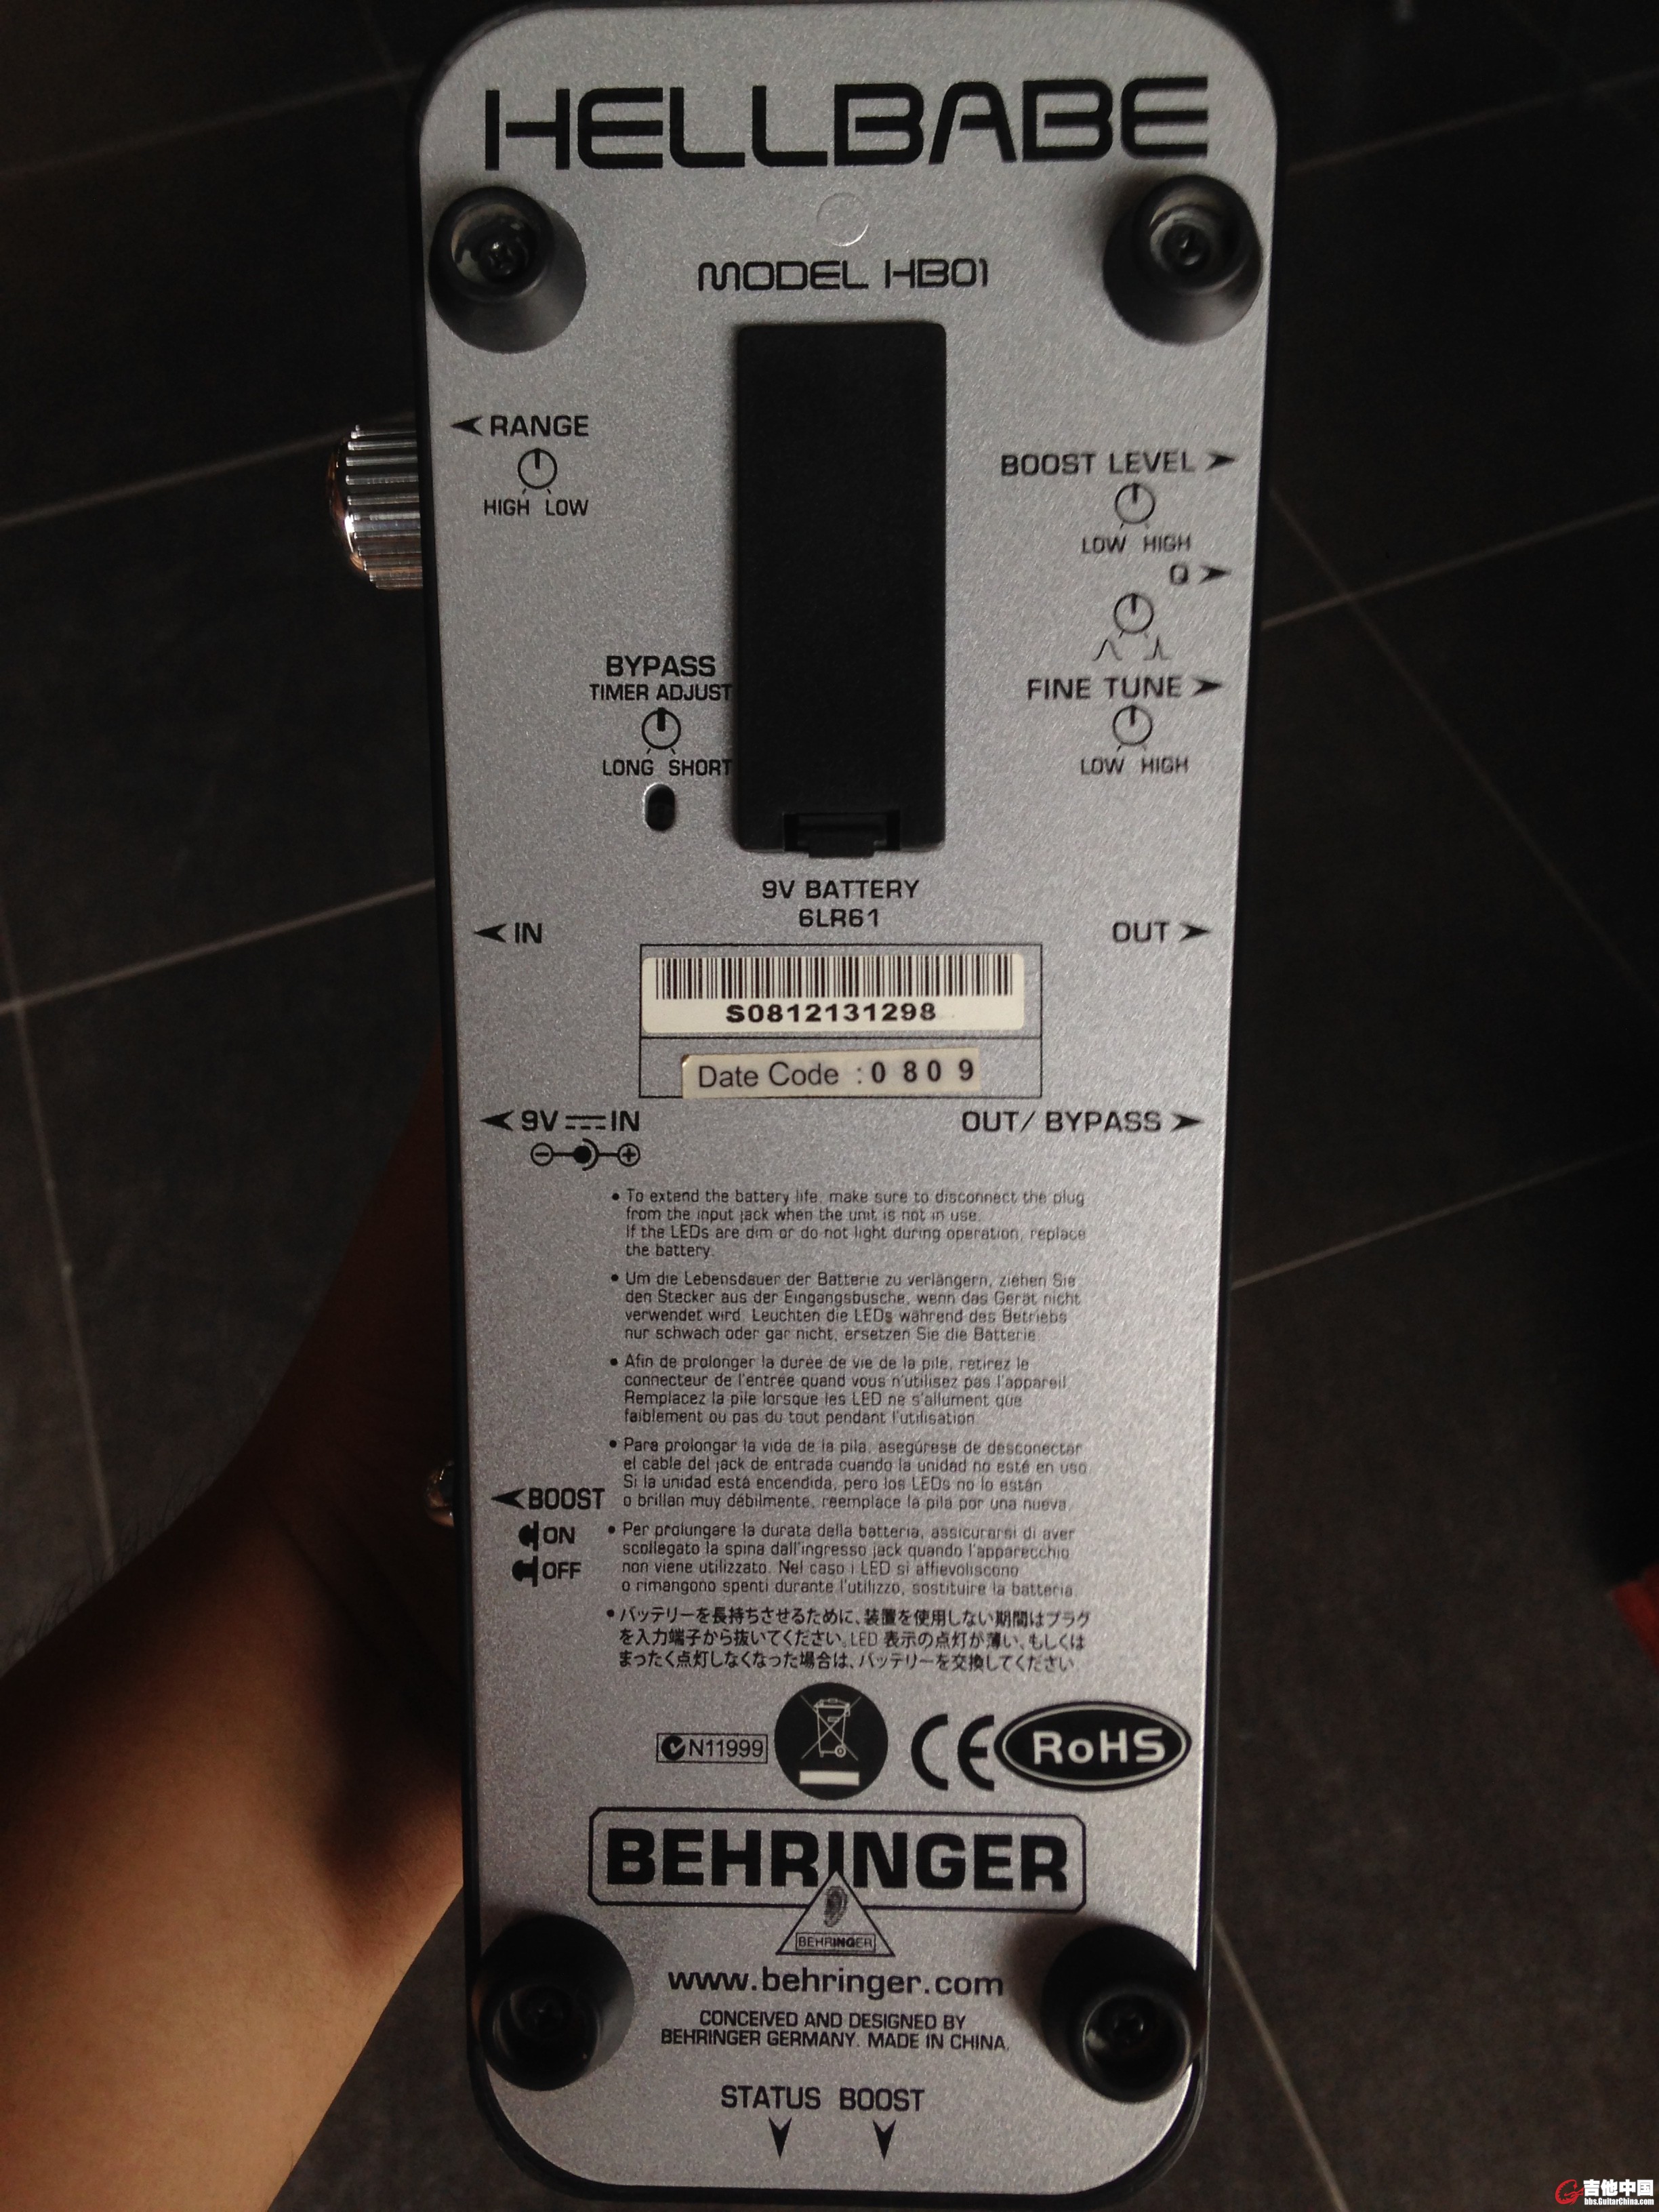 HELLBABE
MODEL HB01
RANGE
HIGH LOW
BOOST LEVEL
LOW HIGH
Q
BYPASS
TIMER ADJUST
LONG SHORT
FINE TUNE
LOW HIGH
9V BATTERY
6LR61
IN
OUT
S0812131298
Date Code :0 8 0 9
9V IN
OUT/ BYPASS
• To extend the battery life, make sure to disconnect the plug
from the input jack when the unit is not in use.
If the LEDs are dim or do not light during operation, replace
the battery.
• Um die Lebensdauer der Batterie zu verlängern, ziehen Sie
den Stecker aus der Eingangsbusche, wenn das Gerät nicht
verwendet wird. Leuchten die LEDs während des Betriebs
nur schwach oder gar nicht, ersetzen Sie die Batterie.
• Afin de prolonger la durée de vie de la pile, retirez le
connecteur de l'entrée quand vous n'utilisez pas l'appareil.
Remplacez la pile lorsque les LED ne s'allument que
faiblement ou pas du tout pendant l'utilisation.
• Para prolongar la vida de la pila, asegúrese de desconectar
el cable del jack de entrada cuando la unidad no esté en uso.
Si la unidad está encendida, pero los LEDs no lo están
o brillan muy débilmente, reemplace la pila por una nueva.
BOOST
ON
OFF
• Per prolungare la durata della batteria, assicurarsi di aver
scollegato la spina dall'ingresso jack quando l'apparecchio
non viene utilizzato. Nel caso i LED si affievoliscono
o rimangono spenti durante l'utilizzo, sostituire la batteria.
• バッテリーを長持ちさせるために、装置を使用しない期間はプラグ
を入力端子から抜いてください。LED 表示の点灯が薄い、もしくは
まったく点灯しなくなった場合は、バッテリーを交換してください
N11999
CE
RoHS
BEHRINGER
BEHRINGER
www.behringer.com
CONCEIVED AND DESIGNED BY
BEHRINGER GERMANY. MADE IN CHINA.
STATUS BOOST
吉他中国
bbs.GuitarChina.com